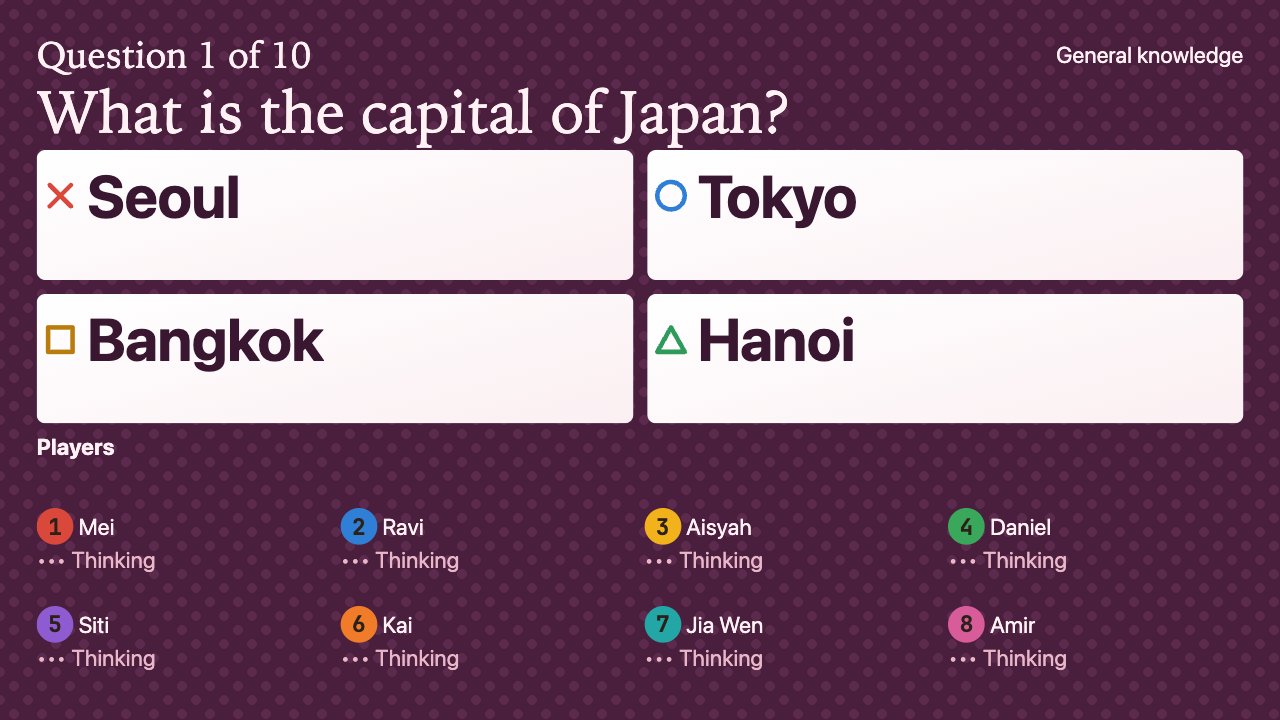 Question 1 of 10
General knowledge
What is the capital of Japan?
Seoul
Tokyo
Bangkok
Hanoi
Players
1 Mei
2 Ravi
3 Aisyah
4 Daniel
Thinking
Thinking
Thinking
Thinking
5 Siti
6 Kai
7 Jia Wen
8 Amir
Thinking
Thinking
Thinking
Thinking